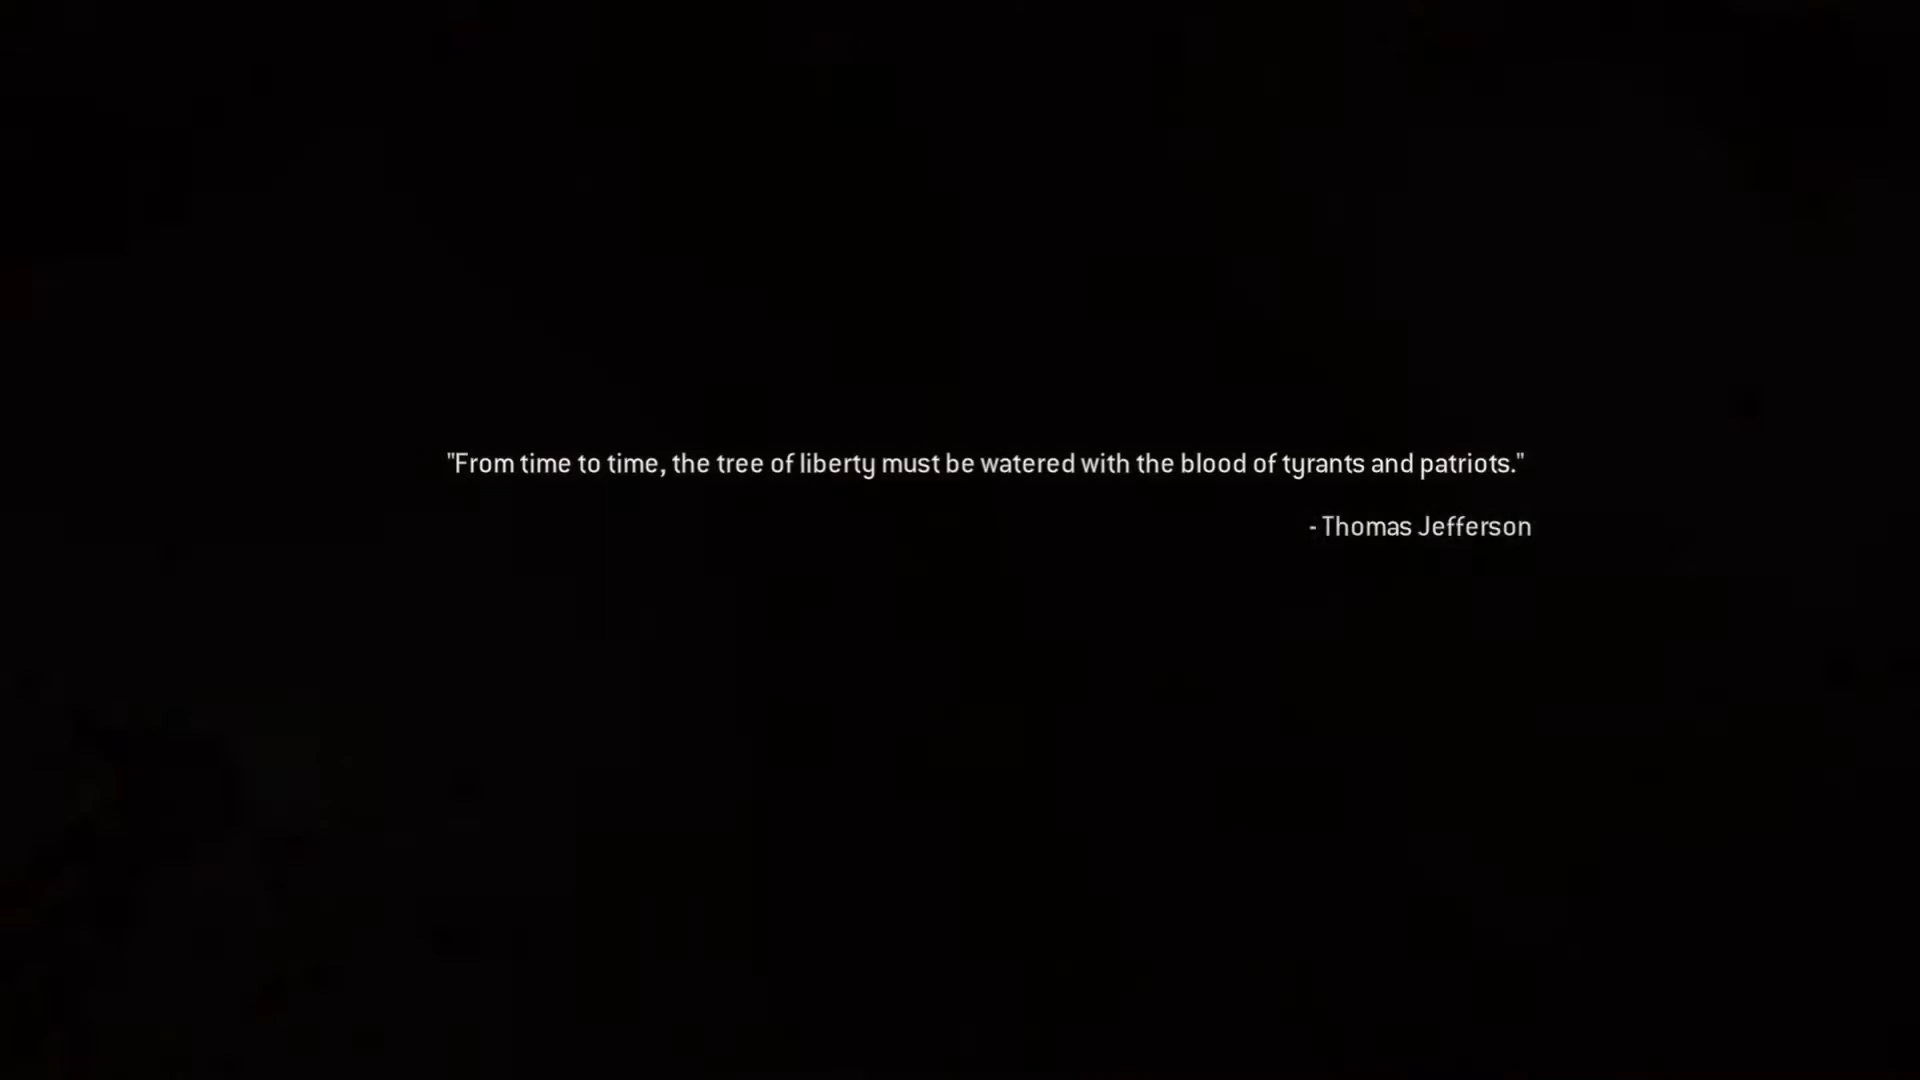 "From time to time, the tree of liberty must be watered with the blood of tyrants and patriots."
- Thomas Jefferson